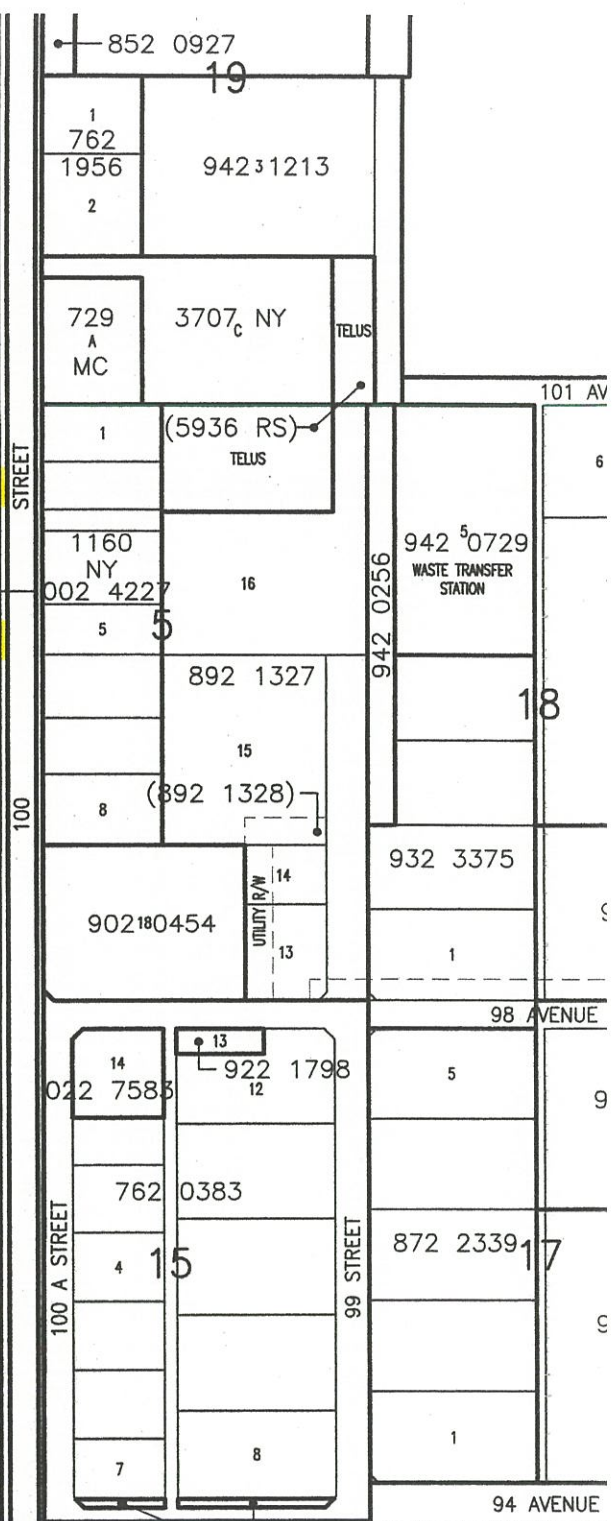 852 0927
19
1
762
1956
2
942 3 1213
729
A
MC
3707 C NY
TELUS
101 AV
1
(5936 RS)
TELUS
6
STREET
1160
NY
002 4227
5
5
16
942 0256
942 5 0729
WASTE TRANSFER
STATION
892 1327
18
15
100
8
(892 1328)
932 3375
902 18 0454
UTILITY R/W
14
13
1
98 AVENUE
14
022 7583
13
922 1798
12
5
762 0383
100 A STREET
4
15
99 STREET
872 2339
17
7
8
1
94 AVENUE